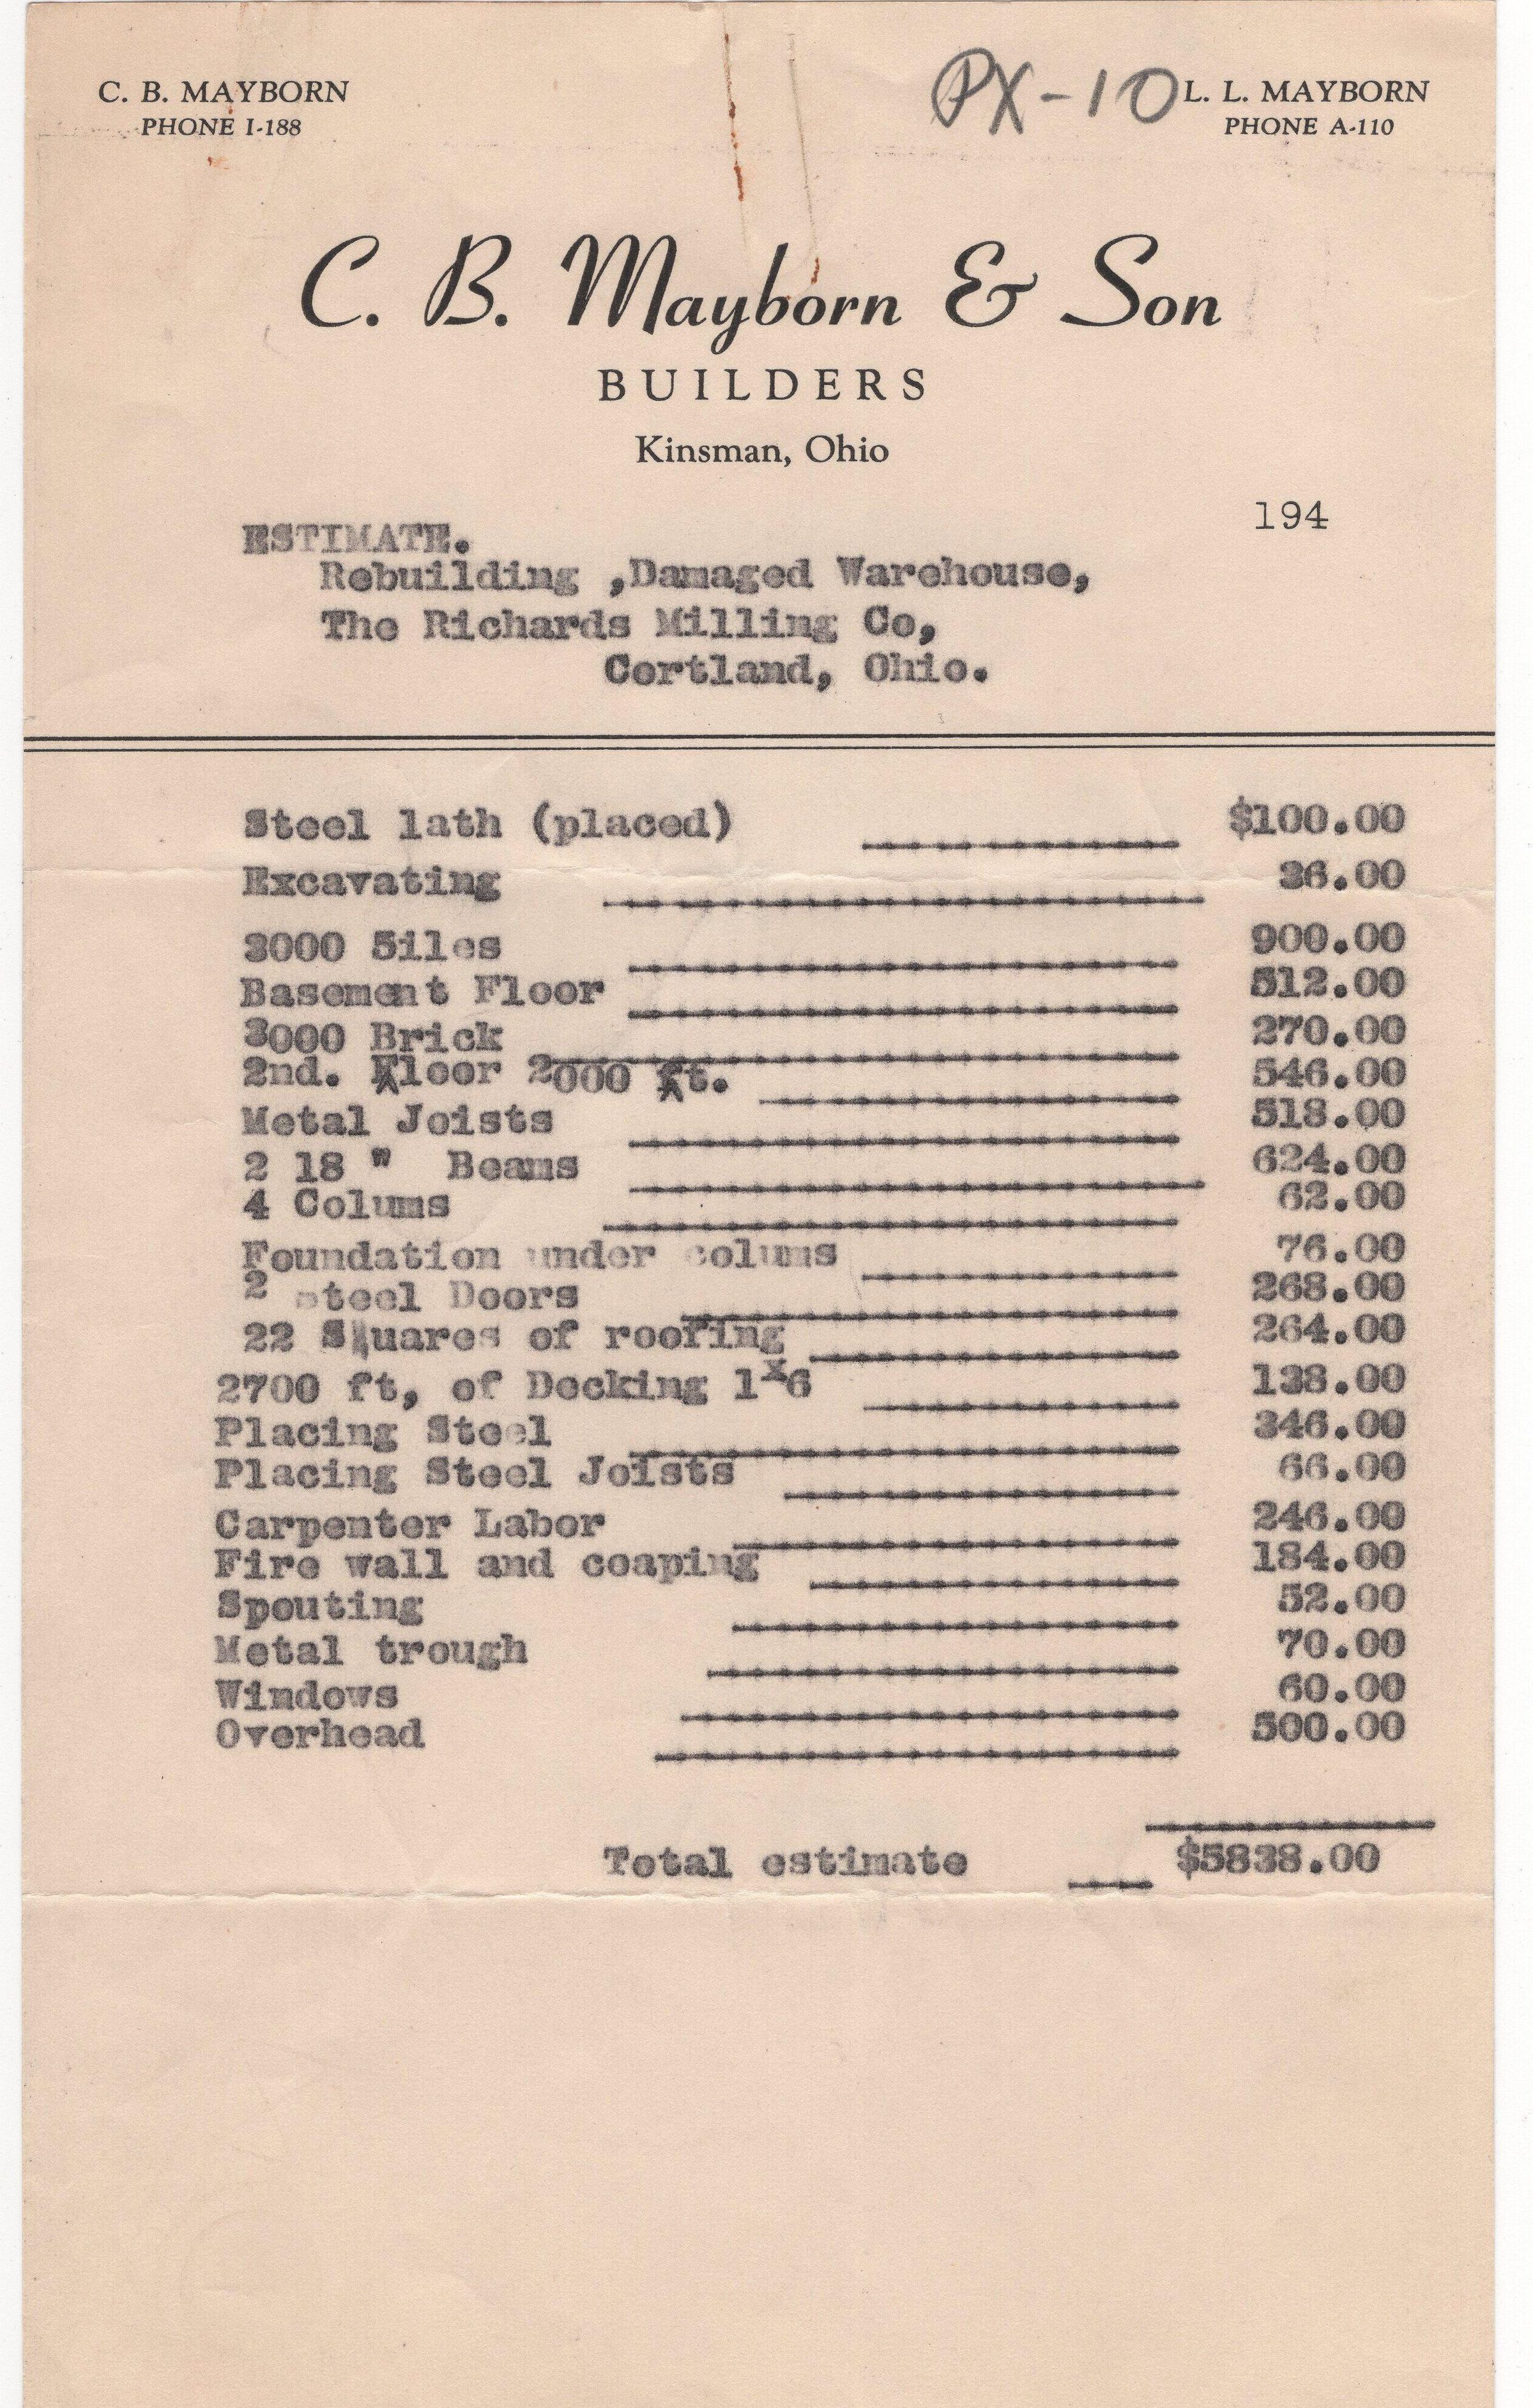 C. B. MAYBORN
PHONE I-188
PX-10
L. L. MAYBORN
PHONE A-110
C. B. Mayborn & Son
BUILDERS
Kinsman, Ohio
194
ESTIMATE.
Rebuilding ,Damaged Warehouse,
The Richards Milling Co,
Cortland, Ohio.
Steel lath (placed) $100.00
Excavating 36.00
3000 5iles 900.00
Basement Floor 512.00
3000 Brick 270.00
2nd. Floor 2000 ft. 546.00
Metal Joists 518.00
2 18 " Beams 624.00
4 Colums 62.00
Foundation under colums 76.00
2 steel Doors 268.00
22 Squares of roofing 264.00
2700 ft, of Decking 1x6 138.00
Placing Steel 346.00
Placing Steel Joists 66.00
Carpenter Labor 246.00
Fire wall and coaping 184.00
Spouting 52.00
Metal trough 70.00
Windows 60.00
Overhead 500.00
Total estimate $5838.00